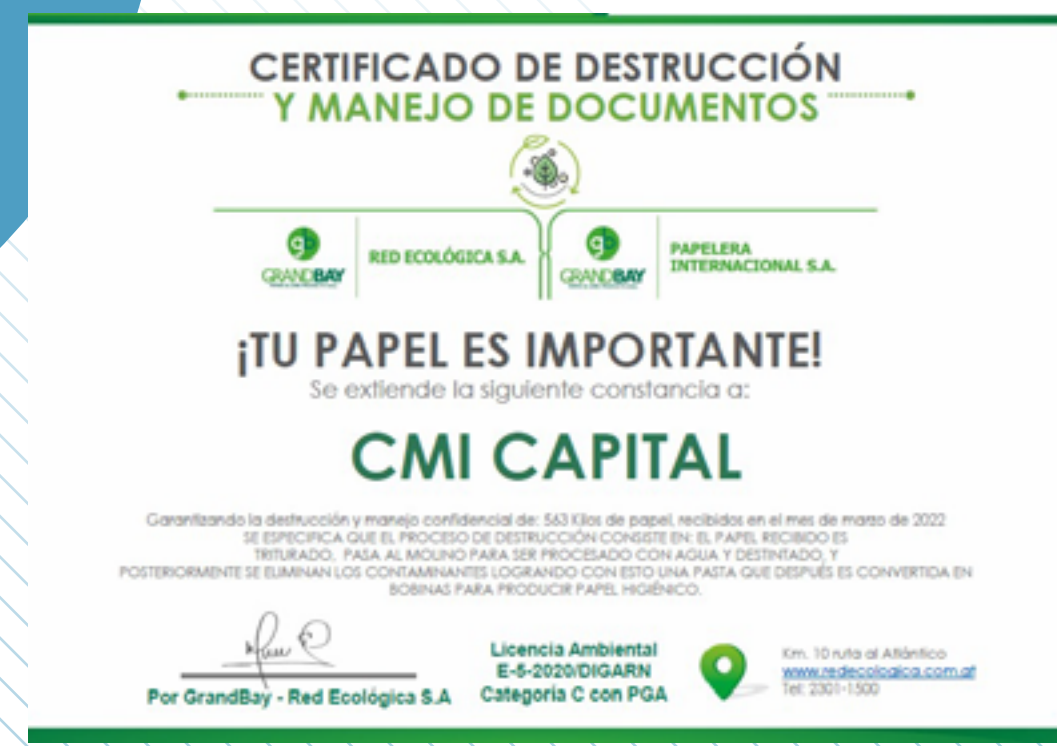 CERTIFICADO DE DESTRUCCIÓN
Y MANEJO DE DOCUMENTOS
gb
GRANDBAY
RED ECOLÓGICA S.A.
gb
GRANDBAY
PAPELERA
INTERNACIONAL S.A.
¡TU PAPEL ES IMPORTANTE!
Se extiende la siguiente constancia a:
CMI CAPITAL
Garantizando la destrucción y manejo confidencial de: 563 Kilos de papel, recibidos en el mes de marzo de 2022
SE ESPECIFICA QUE EL PROCESO DE DESTRUCCIÓN CONSISTE EN: EL PAPEL RECIBIDO ES
TRITURADO, PASA AL MOLINO PARA SER PROCESADO CON AGUA Y DESTINTADO, Y
POSTERIORMENTE SE ELIMINAN LOS CONTAMINANTES LOGRANDO CON ESTO UNA PASTA QUE DESPUÉS ES CONVERTIDA EN
BOBINAS PARA PRODUCIR PAPEL HIGIÉNICO.
Por GrandBay - Red Ecológica S.A
Licencia Ambiental
E-5-2020/DIGARN
Categoría C con PGA
Km. 10 ruta al Atlántico
www.redecologica.com.gt
Tel: 2301-1500